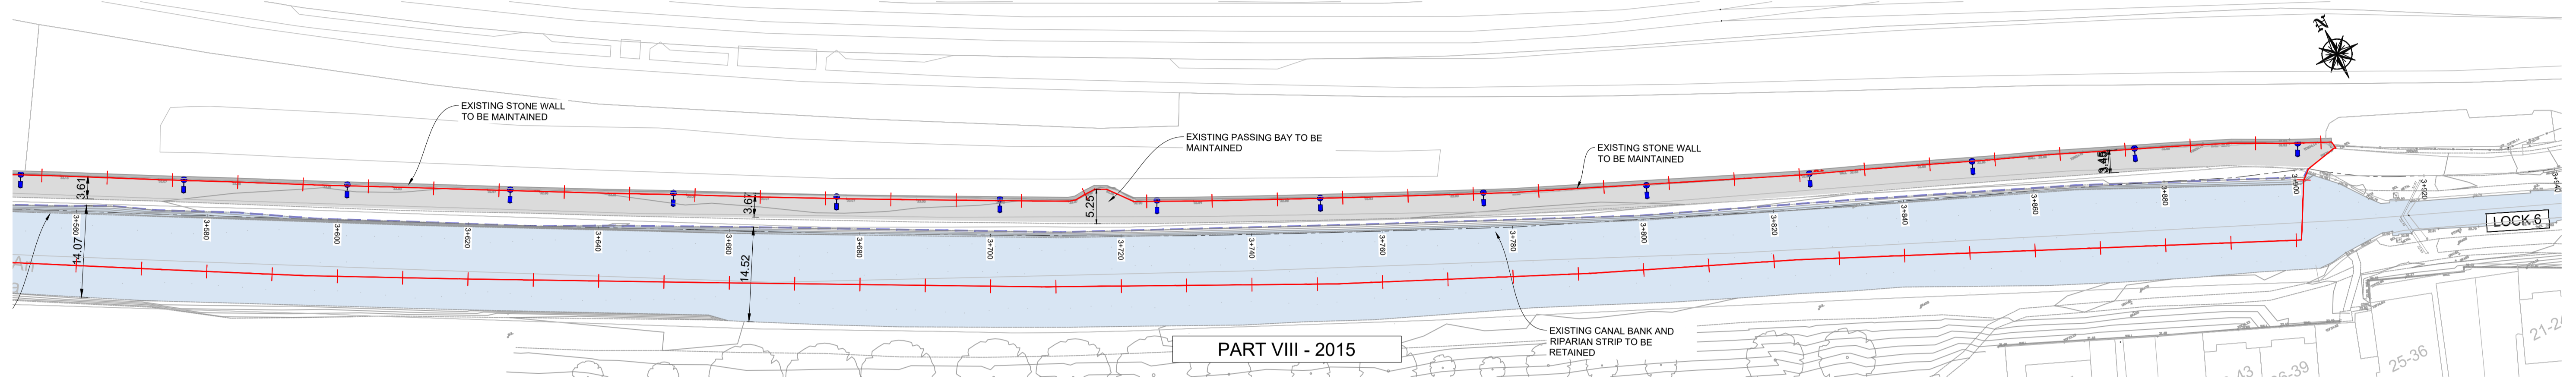 N
EXISTING STONE WALL
TO BE MAINTAINED
EXISTING PASSING BAY TO BE
MAINTAINED
EXISTING STONE WALL
TO BE MAINTAINED
3.61
3.67
5.25
3.45
14.07
14.52
3+560
3+580
3+600
3+620
3+640
3+660
3+680
3+700
3+720
3+740
3+760
3+780
3+800
3+820
3+840
3+860
3+880
3+920
3+940
LOCK 6
EXISTING CANAL BANK AND
RIPARIAN STRIP TO BE
RETAINED
PART VIII - 2015
25-36